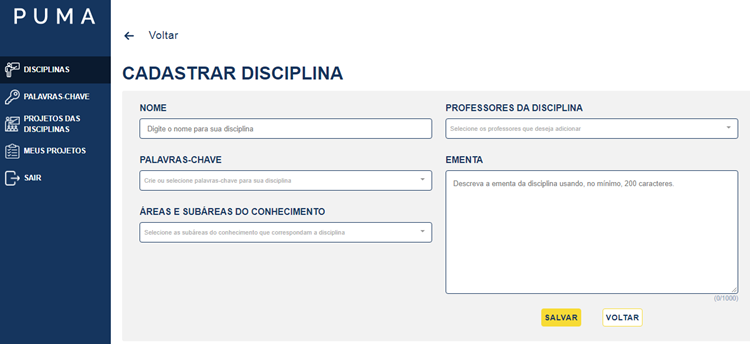 PUMA
DISCIPLINAS
PALAVRAS-CHAVE
PROJETOS DAS
DISCIPLINAS
MEUS PROJETOS
SAIR
Voltar
CADASTRAR DISCIPLINA
NOME
Digite o nome para sua disciplina
PALAVRAS-CHAVE
Crie ou selecione palavras-chave para sua disciplina
ÁREAS E SUBÁREAS DO CONHECIMENTO
Selecione as subáreas do conhecimento que correspondam a disciplina
PROFESSORES DA DISCIPLINA
Selecione os professores que deseja adicionar
EMENTA
Descreva a ementa da disciplina usando, no mínimo, 200 caracteres.
(0/1000)
SALVAR
VOLTAR